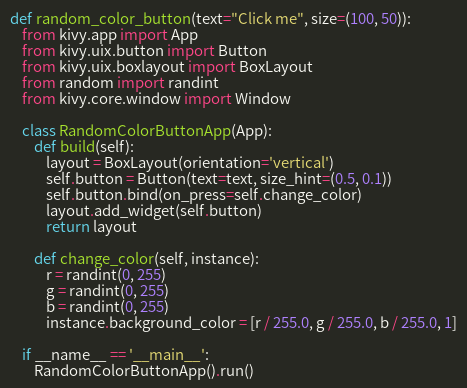 def random_color_button(text="Click me", size=(100, 50)):
    from kivy.app import App
    from kivy.uix.button import Button
    from kivy.uix.boxlayout import BoxLayout
    from random import randint
    from kivy.core.window import Window

    class RandomColorButtonApp(App):
        def build(self):
            layout = BoxLayout(orientation='vertical')
            self.button = Button(text=text, size_hint=(0.5, 0.1))
            self.button.bind(on_press=self.change_color)
            layout.add_widget(self.button)
            return layout

        def change_color(self, instance):
            r = randint(0, 255)
            g = randint(0, 255)
            b = randint(0, 255)
            instance.background_color = [r / 255.0, g / 255.0, b / 255.0, 1]

    if __name__ == '__main__':
        RandomColorButtonApp().run()